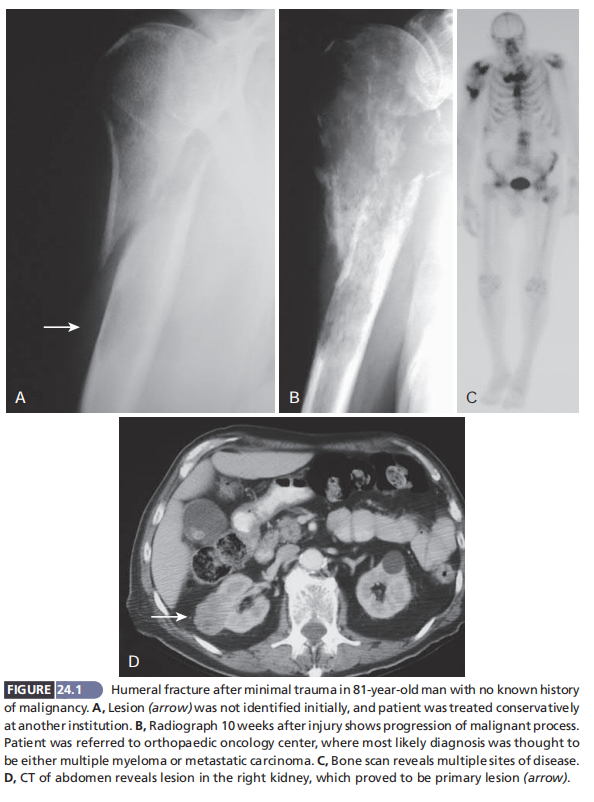 A
B
C
D
FIGURE 24.1 Humeral fracture after minimal trauma in 81-year-old man with no known history
of malignancy. A, Lesion (arrow) was not identified initially, and patient was treated conservatively
at another institution. B, Radiograph 10 weeks after injury shows progression of malignant process.
Patient was referred to orthopaedic oncology center, where most likely diagnosis was thought to
be either multiple myeloma or metastatic carcinoma. C, Bone scan reveals multiple sites of disease.
D, CT of abdomen reveals lesion in the right kidney, which proved to be primary lesion (arrow).